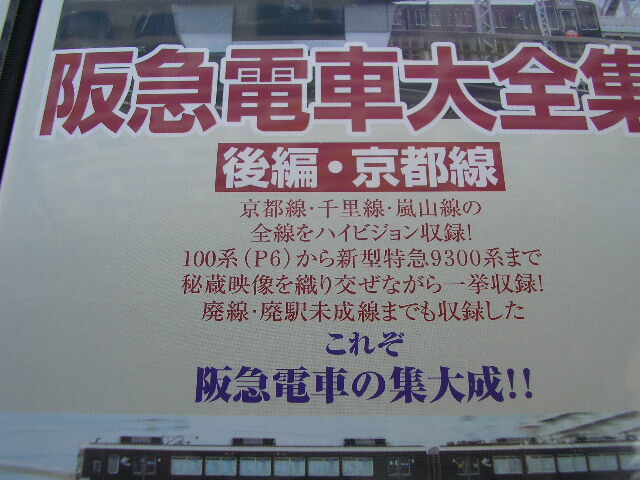 阪急電車大全集
後編・京都線
京都線・千里線・嵐山線の
全線をハイビジョン収録!
100系(P6)から新型特急9300系まで
秘蔵映像を織り交ぜながら一挙収録!
廃線・廃駅未成線までも収録した
これぞ
阪急電車の集大成!!